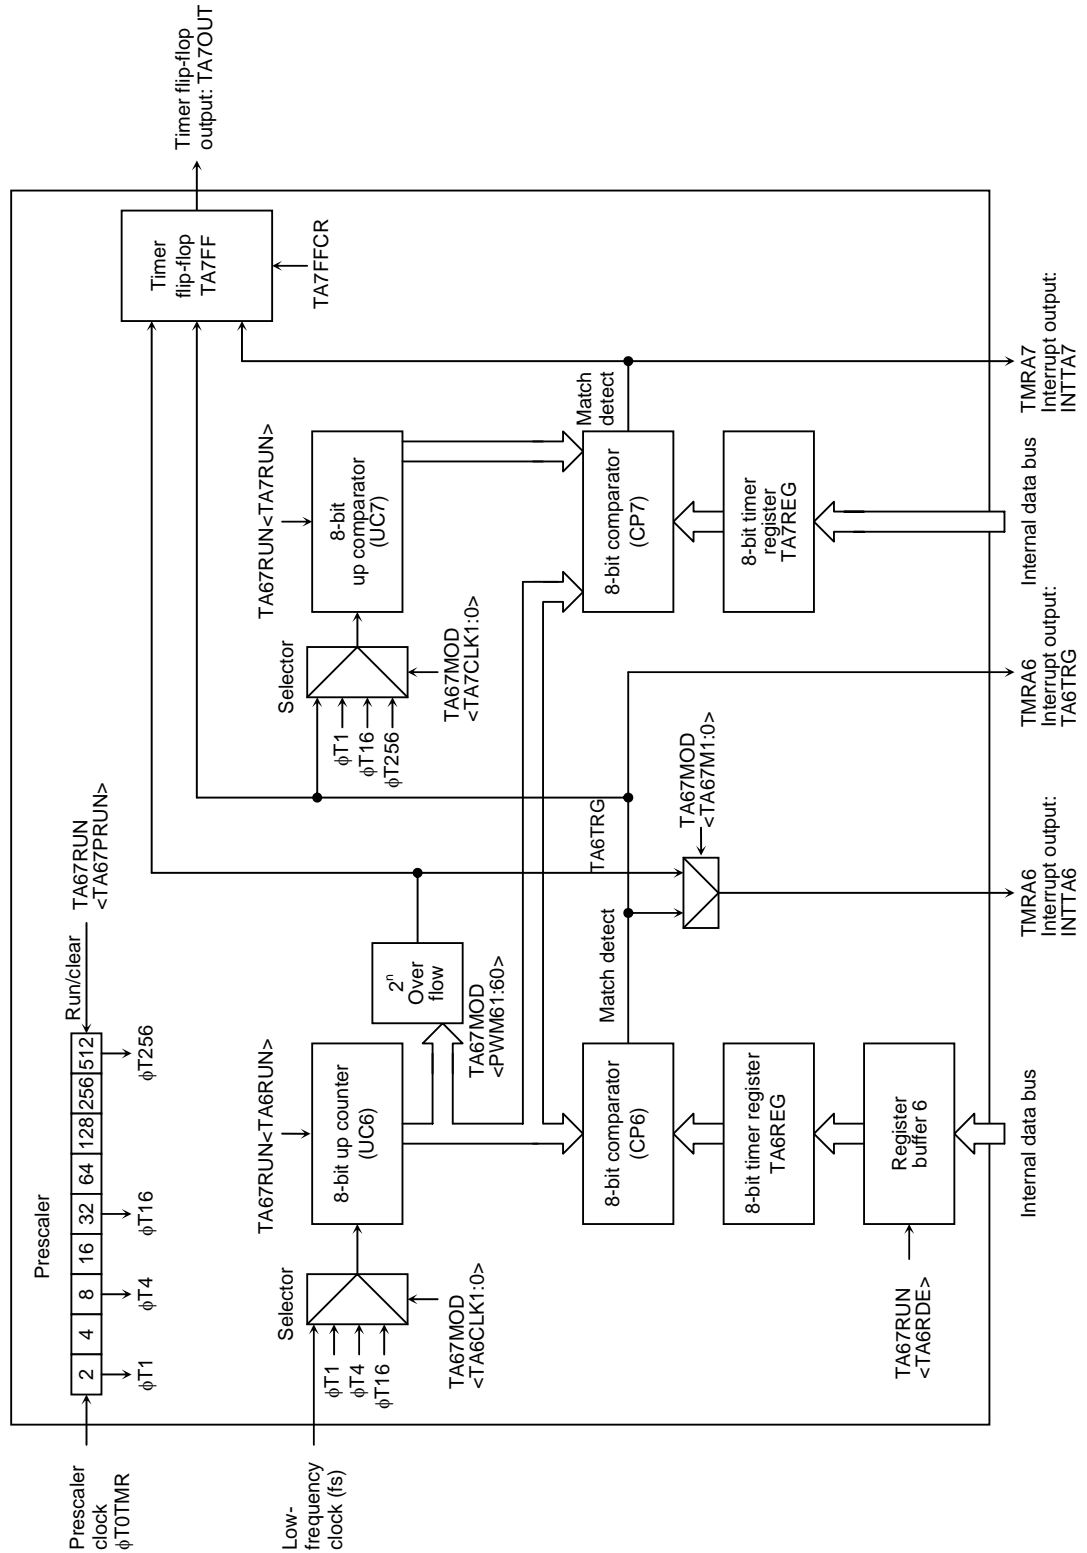 Prescaler
Prescaler
clock
ϕT0TMR
2
4
8
16
32
64
128
256
512
Run/clear
TA67RUN
<TA67PRUN>
ϕT1
ϕT4
ϕT16
ϕT256
Low-
frequency
clock (fs)
Selector
ϕT1
ϕT4
ϕT16
TA67MOD
<TA6CLK1:0>
TA67RUN<TA6RUN>
8-bit up counter
(UC6)
2n
Over
flow
TA67MOD
<PWM61:60>
Selector
ϕT1
ϕT16
ϕT256
TA67MOD
<TA7CLK1:0>
TA67RUN<TA7RUN>
8-bit
up comparator
(UC7)
Timer
flip-flop
TA7FF
TA7FFCR
Timer flip-flop
output: TA7OUT
8-bit comparator
(CP6)
Match detect
TA6TRG
TA67MOD
<TA67M1:0>
8-bit comparator
(CP7)
Match
detect
8-bit timer register
TA6REG
8-bit timer
register
TA7REG
TA67RUN
<TA6RDE>
Register
buffer 6
Internal data bus
TMRA6
Interrupt output:
INTTA6
TMRA6
Interrupt output:
TA6TRG
Internal data bus
TMRA7
Interrupt output:
INTTA7